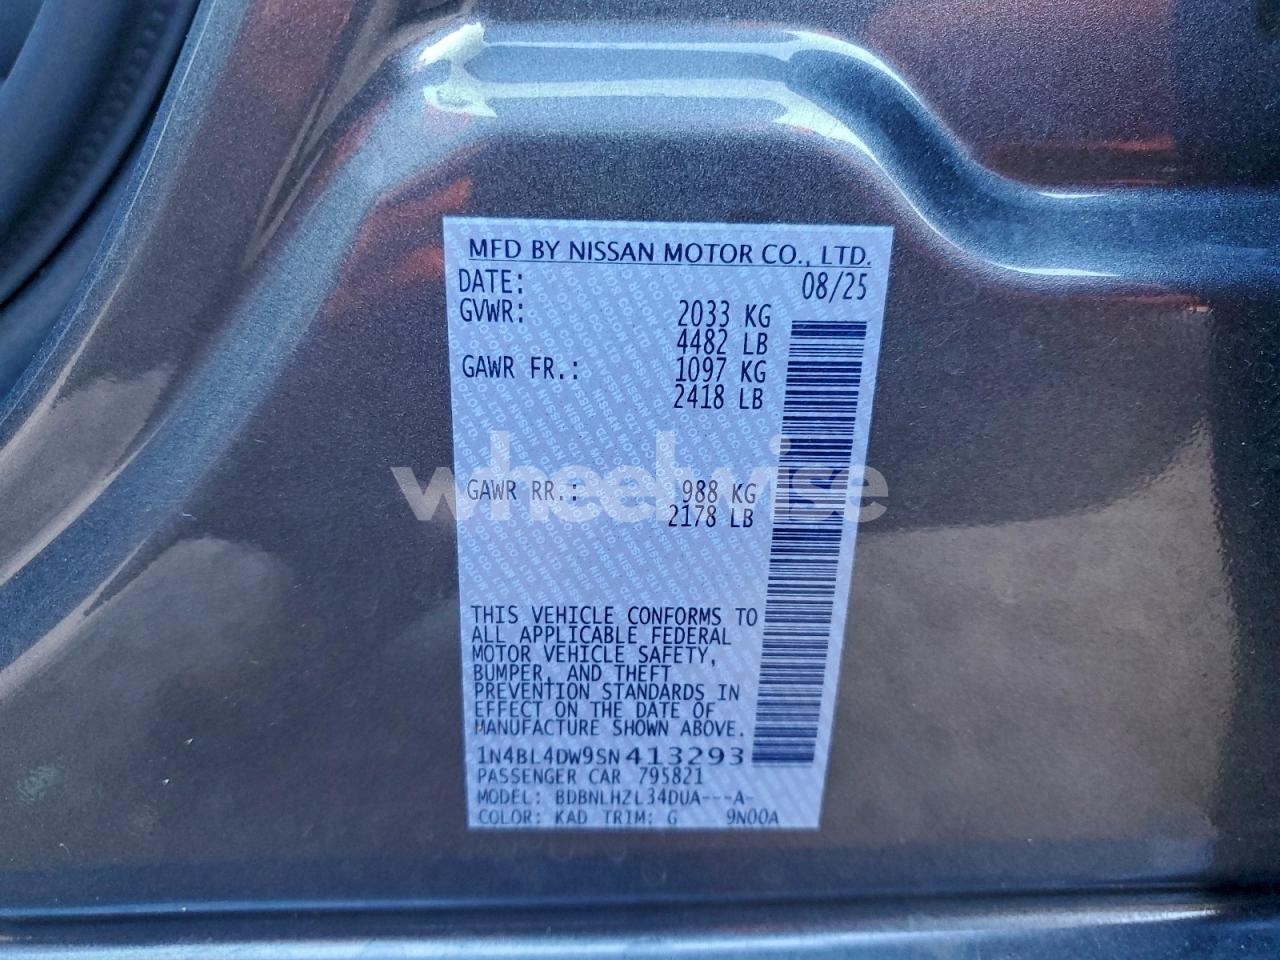 MFD BY NISSAN MOTOR CO., LTD.
DATE: 08/25
GVWR: 2033 KG
4482 LB
GAWR FR.: 1097 KG
2418 LB
wheelwise
GAWR RR.: 988 KG
2178 LB
THIS VEHICLE CONFORMS TO
ALL APPLICABLE FEDERAL
MOTOR VEHICLE SAFETY,
BUMPER, AND THEFT
PREVENTION STANDARDS IN
EFFECT ON THE DATE OF
MANUFACTURE SHOWN ABOVE.
1N4BL4DW9SN413293
PASSENGER CAR 795821
MODEL: BDBNLHZL34DUA---A-
COLOR: KAD TRIM: G 9N00A